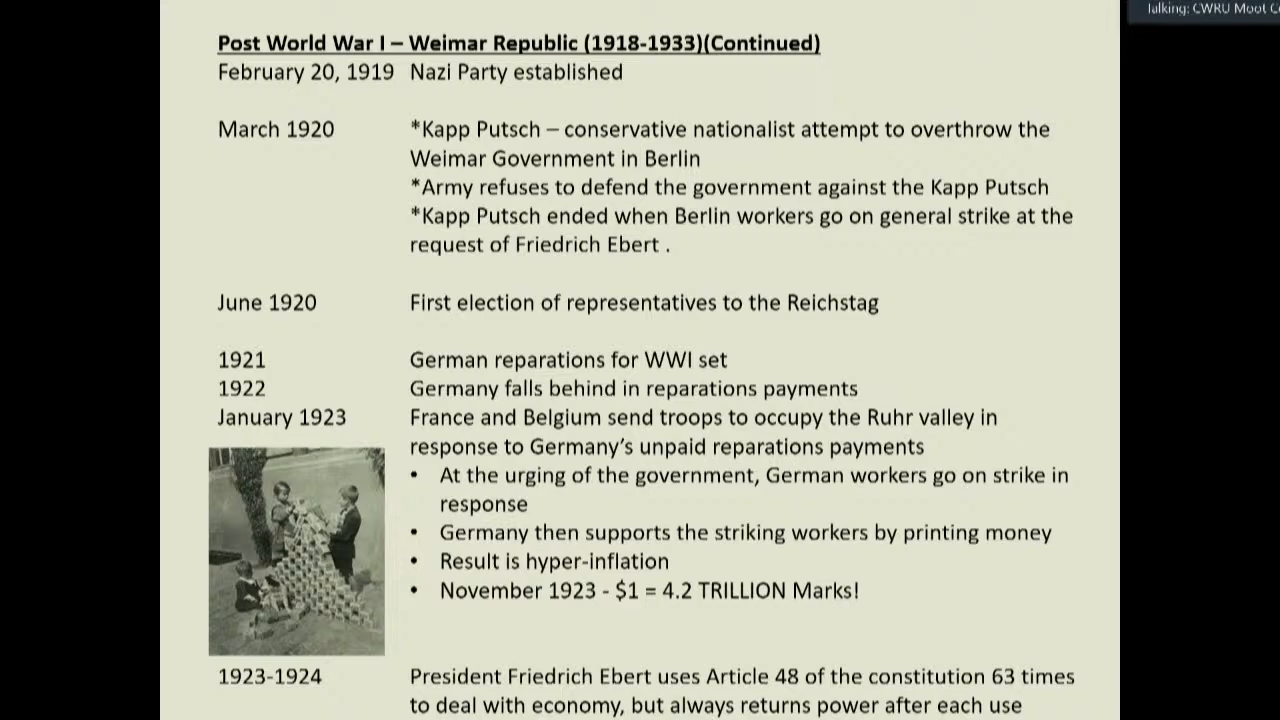 Talking: CWRU Moot
Post World War I – Weimar Republic (1918-1933)(Continued)
February 20, 1919 Nazi Party established
March 1920 *Kapp Putsch – conservative nationalist attempt to overthrow the
Weimar Government in Berlin
*Army refuses to defend the government against the Kapp Putsch
*Kapp Putsch ended when Berlin workers go on general strike at the
request of Friedrich Ebert .
June 1920 First election of representatives to the Reichstag
1921 German reparations for WWI set
1922 Germany falls behind in reparations payments
January 1923 France and Belgium send troops to occupy the Ruhr valley in
response to Germany’s unpaid reparations payments
• At the urging of the government, German workers go on strike in
response
• Germany then supports the striking workers by printing money
• Result is hyper-inflation
• November 1923 - $1 = 4.2 TRILLION Marks!
1923-1924 President Friedrich Ebert uses Article 48 of the constitution 63 times
to deal with economy, but always returns power after each use